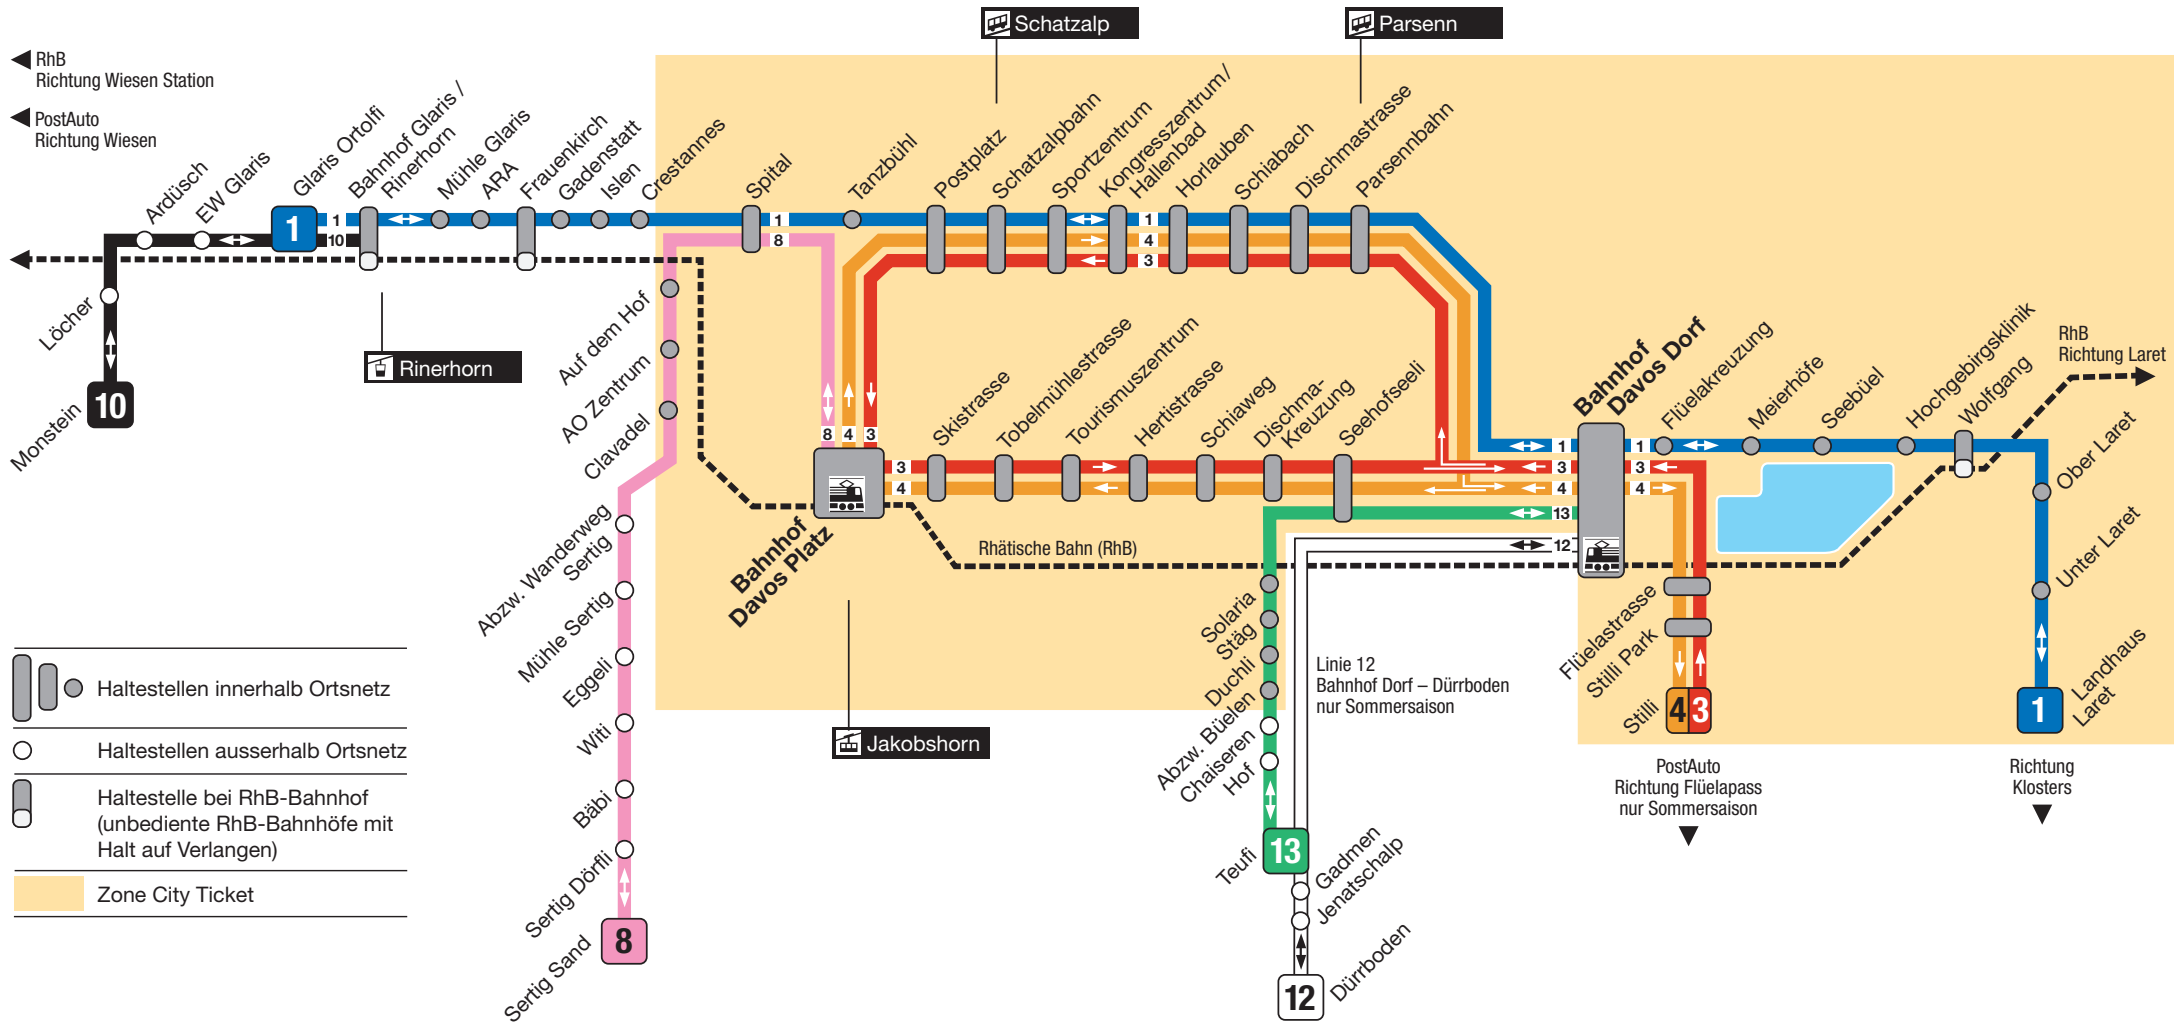 Schatzalp
Parsenn
RhB
Richtung Wiesen Station
PostAuto
Richtung Wiesen
Ardüsch
EW Glaris
Glaris Ortolfi
Bahnhof Glaris /
Rinerhorn
Mühle Glaris
ARA
Frauenkirch
Gadenstatt
Islen
Crestannes
Spital
Tanzbühl
Postplatz
Schatzalpbahn
Sportzentrum
Kongresszentrum/
Hallenbad
Horlauben
Schiabach
Dischmastrasse
Parsennbahn
1
1
10
1
8
1
4
3
Löcher
Monstein
10
Rinerhorn
Auf dem Hof
AO Zentrum
Clavadel
8
4
3
3
4
Skistrasse
Tobelmühlestrasse
Tourismuszentrum
Hertistrasse
Schiaweg
Dischma-
Kreuzung
Seehofseeli
Bahnhof
Davos Dorf
1
3
4
13
12
1
3
4
Flüelakreuzung
Meierhöfe
Seebüel
Hochgebirgsklinik
Wolfgang
RhB
Richtung Laret
Ober Laret
Unter Laret
Landhaus
Laret
1
Richtung
Klosters
Bahnhof
Davos Platz
Rhätische Bahn (RhB)
Abzw. Wanderweg
Sertig
Mühle Sertig
Eggeli
Witi
Bäbi
Sertig Dörfli
Sertig Sand
8
Jakobshorn
Solaria
Stäg
Duchli
Abzw. Büelen
Chaiseren
Hof
Teufi
13
Linie 12
Bahnhof Dorf – Dürrboden
nur Sommersaison
Gadmen
Jenatschalp
Dürrboden
12
Flüelastrasse
Stilli Park
Stilli
4
3
PostAuto
Richtung Flüelapass
nur Sommersaison
Haltestellen innerhalb Ortsnetz
Haltestellen ausserhalb Ortsnetz
Haltestelle bei RhB-Bahnhof
(unbediente RhB-Bahnhöfe mit
Halt auf Verlangen)
Zone City Ticket